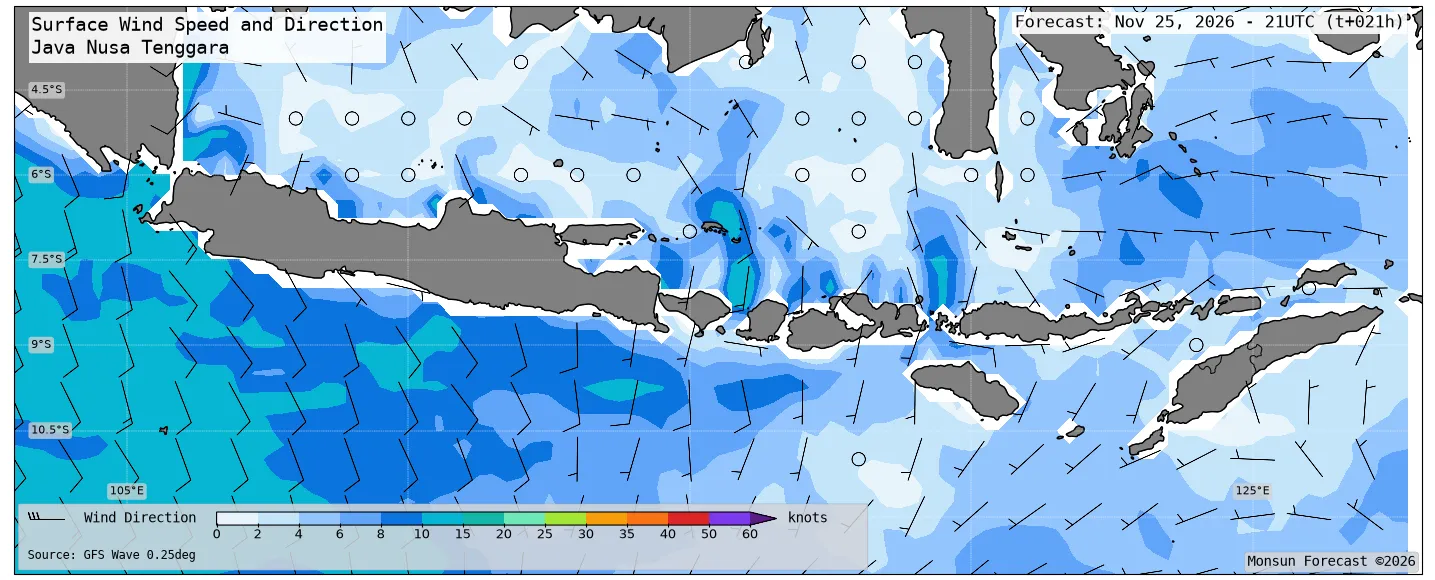 Surface Wind Speed and Direction
Java Nusa Tenggara
Forecast: Nov 25, 2026 - 21UTC (t+021h)
4.5°S
6°S
7.5°S
9°S
10.5°S
105°E
125°E
Wind Direction
0 2 4 6 8 10 15 20 25 30 35 40 50 60
knots
Source: GFS Wave 0.25deg
Monsun Forecast ©2026